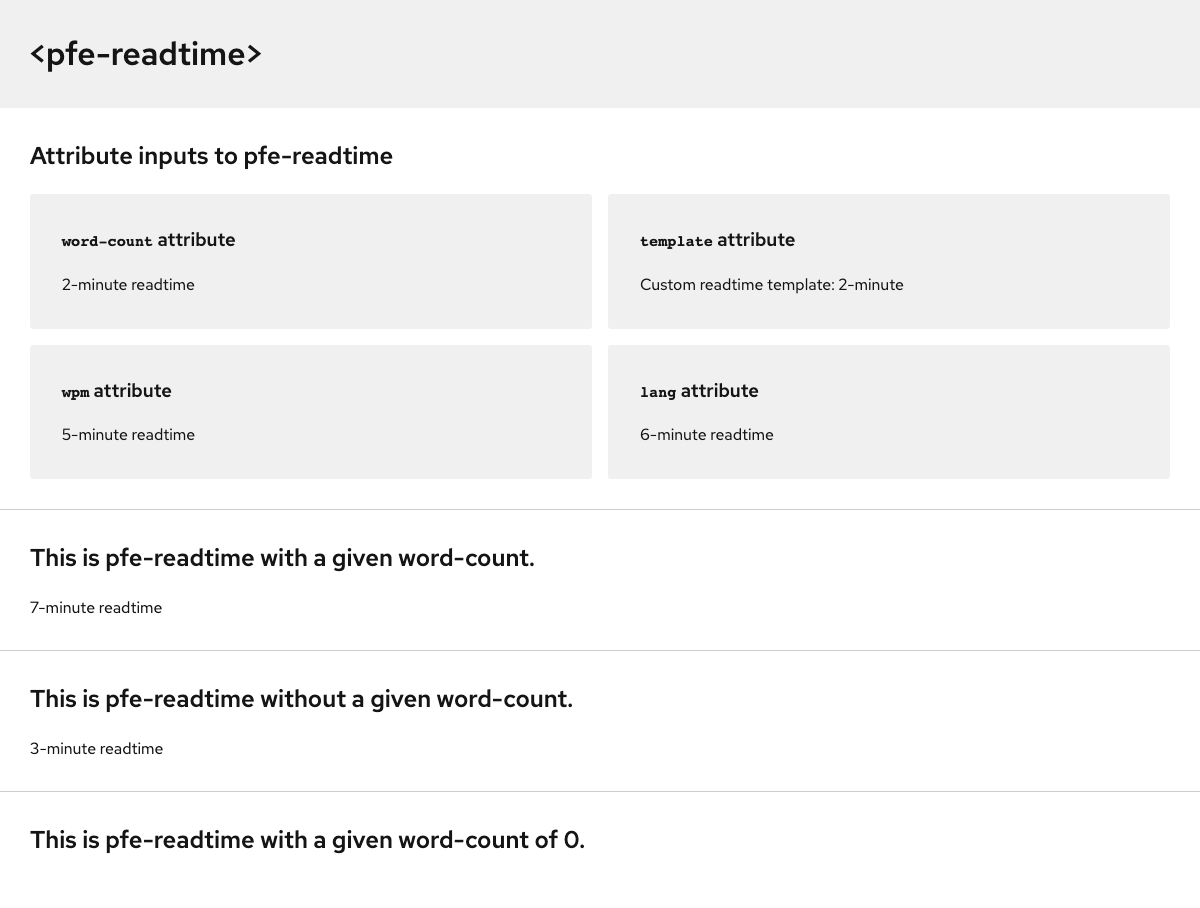 <pfe-readtime>
Attribute inputs to pfe-readtime
word-count attribute
2-minute readtime
template attribute
Custom readtime template: 2-minute
wpm attribute
5-minute readtime
lang attribute
6-minute readtime
This is pfe-readtime with a given word-count.
7-minute readtime
This is pfe-readtime without a given word-count.
3-minute readtime
This is pfe-readtime with a given word-count of 0.